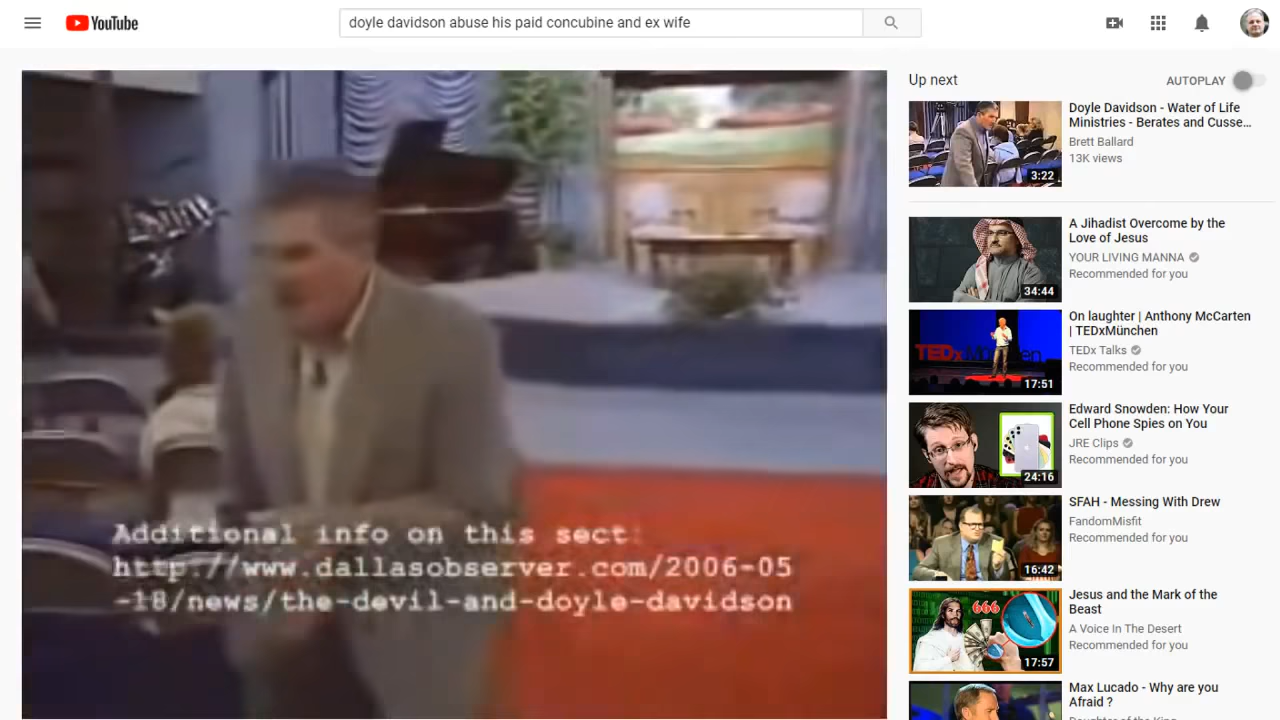 YouTube
doyle davidson abuse his paid concubine and ex wife
Additional info on this sect:
http://www.dallasobserver.com/2006-05
-18/news/the-devil-and-doyle-davidson
Up next
AUTOPLAY
3:22
Doyle Davidson - Water of Life
Ministries - Berates and Cusse...
Brett Ballard
13K views
34:44
A Jihadist Overcome by the
Love of Jesus
YOUR LIVING MANNA
Recommended for you
TEDx
17:51
On laughter | Anthony McCarten
| TEDxMünchen
TEDx Talks
Recommended for you
24:16
Edward Snowden: How Your
Cell Phone Spies on You
JRE Clips
Recommended for you
16:42
SFAH - Messing With Drew
FandomMisfit
Recommended for you
666
17:57
Jesus and the Mark of the
Beast
A Voice In The Desert
Recommended for you
Max Lucado - Why are you
Afraid ?
Daughter of the King